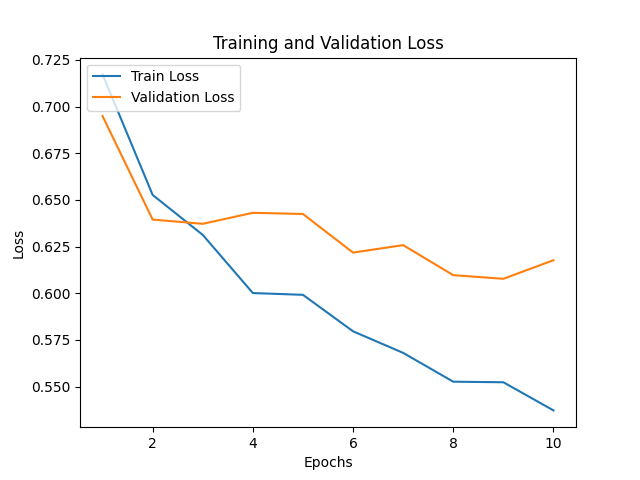 Training and Validation Loss
Train Loss
Validation Loss
0.725
0.700
0.675
0.650
0.625
0.600
0.575
0.550
Loss
2 4 6 8 10
Epochs